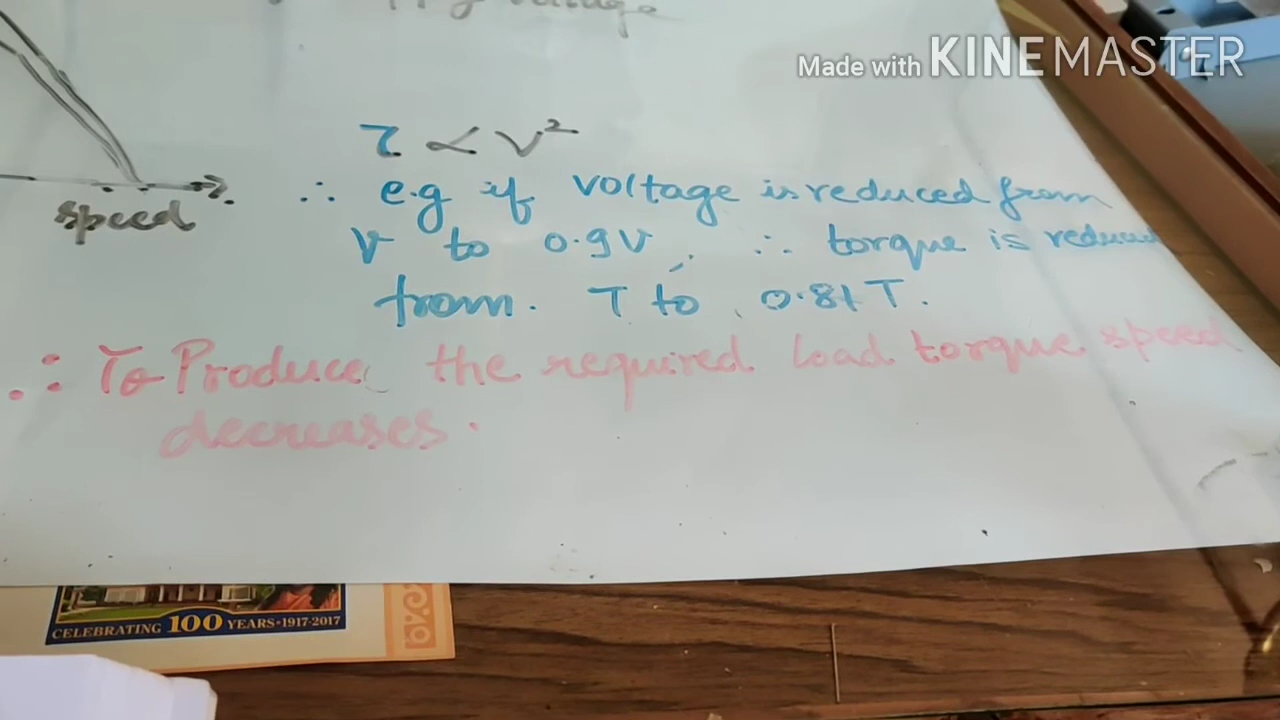 Voltage
Made with KINEMASTER
τ ∝ V²
speed
∴ e.g if voltage is reduced from
V to 0.9V. ∴ torque is reduced
from. T to 0.81T.
∴ To Produce the required load torque speed
decreases.
CELEBRATING 100 YEARS•1917-2017